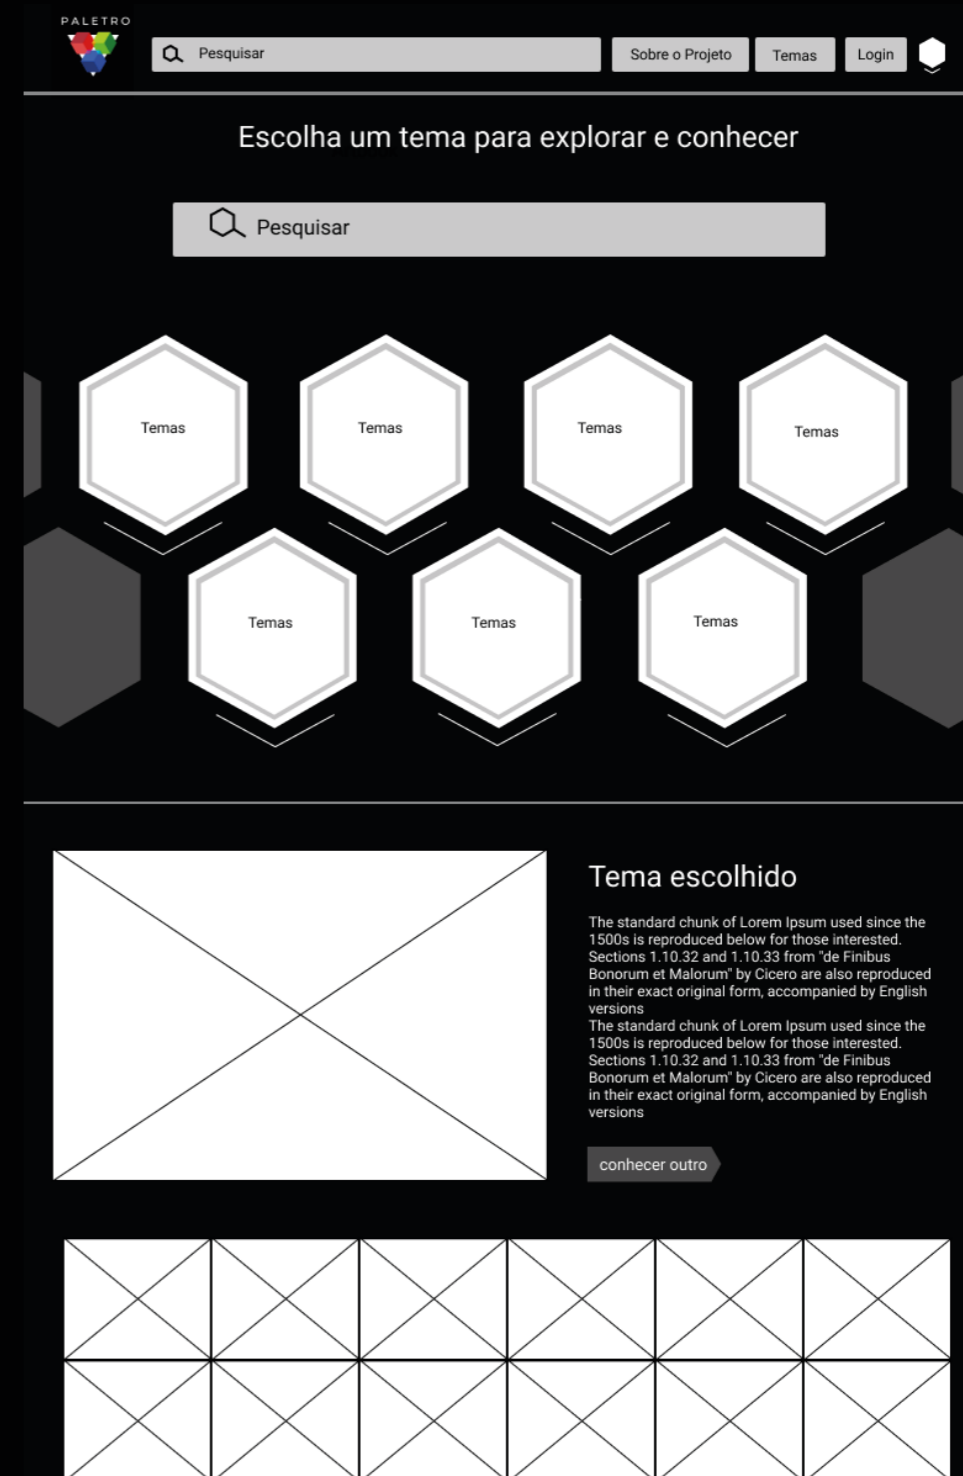 PALETRO
Pesquisar
Sobre o Projeto
Temas
Login
Escolha um tema para explorar e conhecer
Pesquisar
Temas
Temas
Temas
Temas
Temas
Temas
Temas
Tema escolhido
The standard chunk of Lorem Ipsum used since the
1500s is reproduced below for those interested.
Sections 1.10.32 and 1.10.33 from "de Finibus
Bonorum et Malorum" by Cicero are also reproduced
in their exact original form, accompanied by English
versions
The standard chunk of Lorem Ipsum used since the
1500s is reproduced below for those interested.
Sections 1.10.32 and 1.10.33 from "de Finibus
Bonorum et Malorum" by Cicero are also reproduced
in their exact original form, accompanied by English
versions
conhecer outro